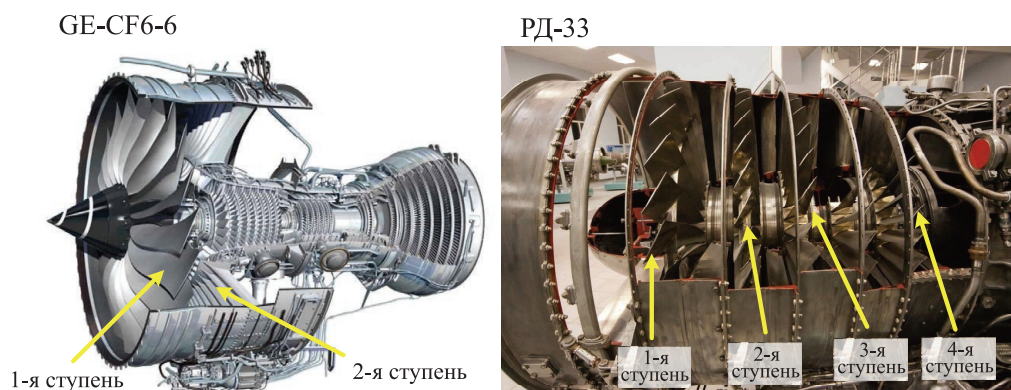 GE-CF6-6
РД-33
1-я ступень
2-я ступень
1-я
ступень
2-я
ступень
3-я
ступень
4-я
ступень